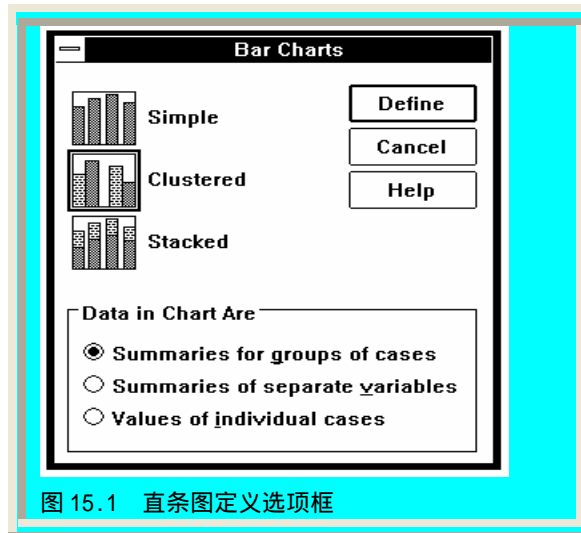 Bar Charts
Simple
Clustered
Stacked
Define
Cancel
Help
Data in Chart Are
Summaries for groups of cases
Summaries of separate variables
Values of individual cases
图 15.1 直条图定义选项框